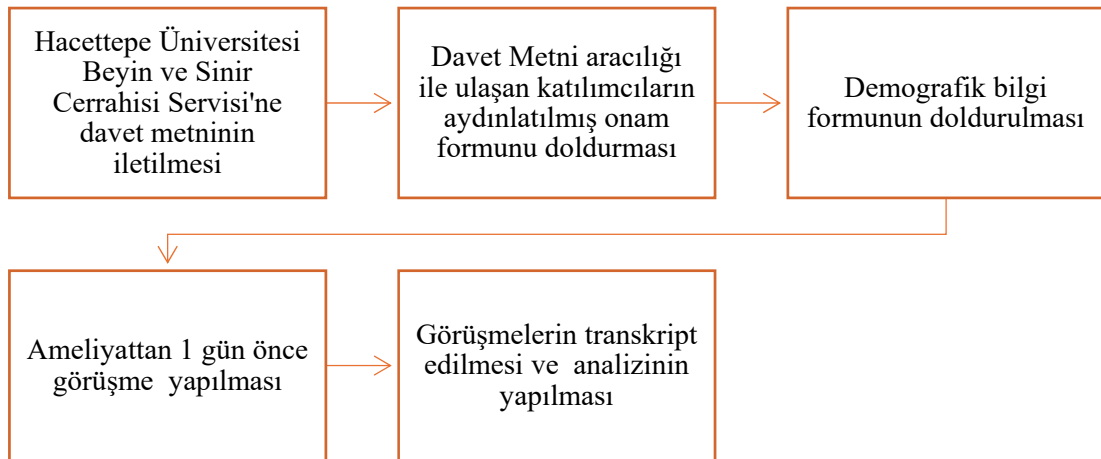 Hacettepe Üniversitesi
Beyin ve Sinir
Cerrahisi Servisi'ne
davet metninin
iletilmesi
Davet Metni aracılığı
ile ulaşan katılımcıların
aydınlatılmış onam
formunu doldurması
Demografik bilgi
formunun doldurulması
Ameliyattan 1 gün önce
görüşme yapılması
Görüşmelerin transkript
edilmesi ve analizinin
yapılması